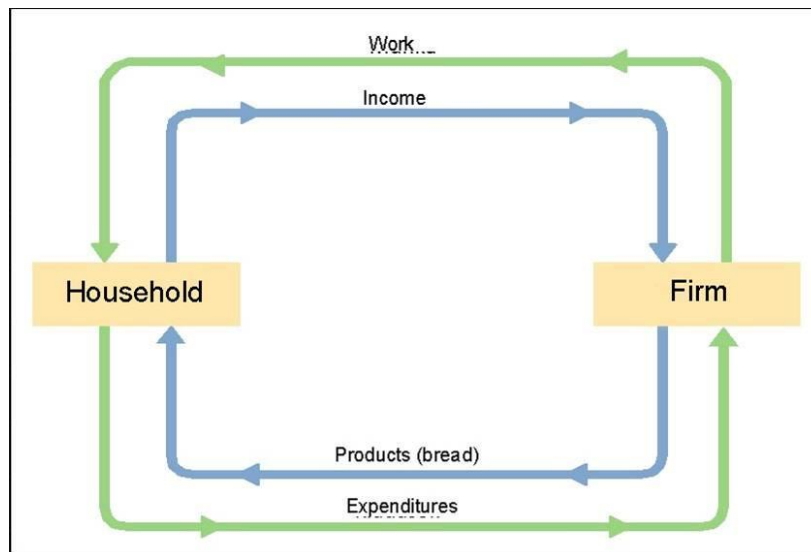 Work
Income
Household
Firm
Products (bread)
Expenditures